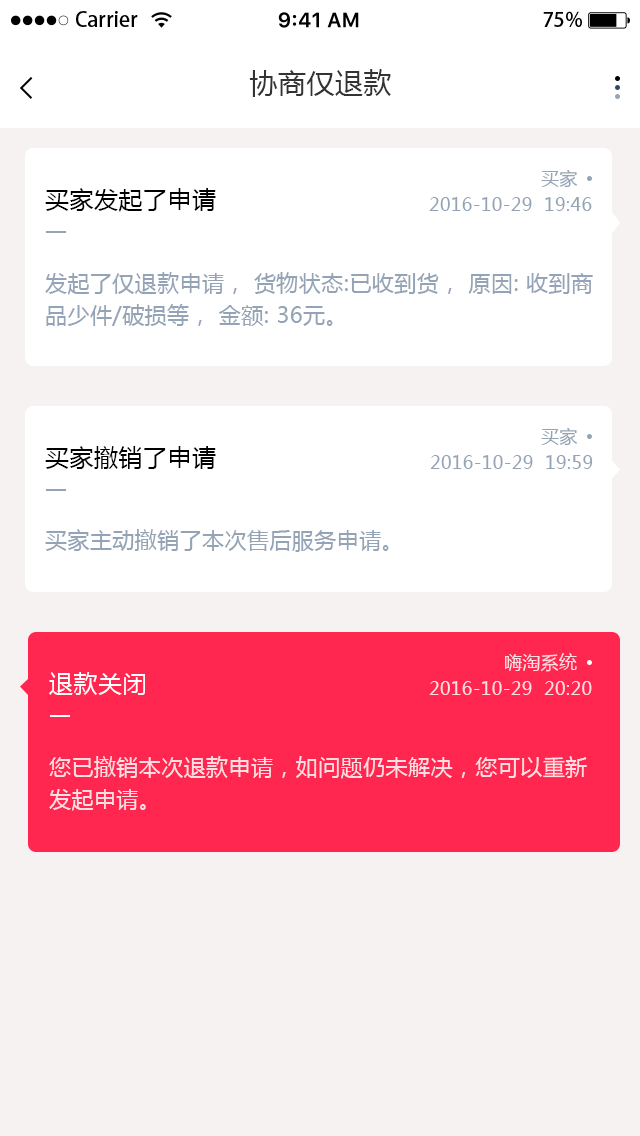 Carrier 9:41 AM 75%
协商仅退款
买家
买家发起了申请
2016-10-29 19:46
发起了仅退款申请， 货物状态:已收到货， 原因: 收到商
品少件/破损等， 金额: 36元。
买家
买家撤销了申请
2016-10-29 19:59
买家主动撤销了本次售后服务申请。
嗨淘系统
退款关闭
2016-10-29 20:20
您已撤销本次退款申请，如问题仍未解决，您可以重新
发起申请。